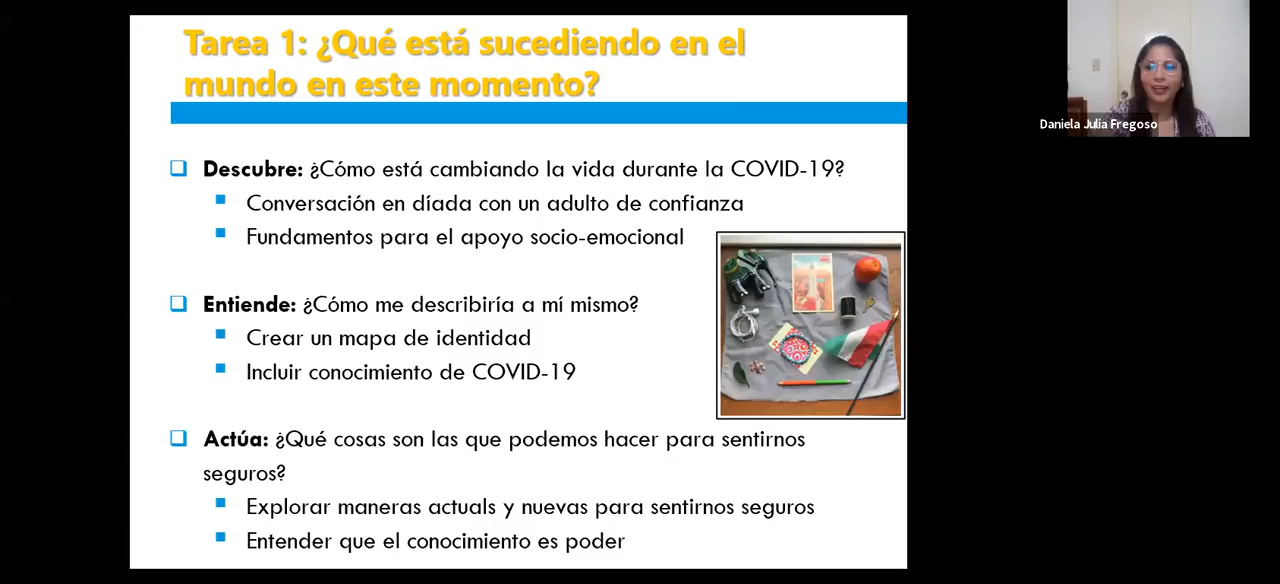 Tarea 1: ¿Qué está sucediendo en el
mundo en este momento?
Descubre: ¿Cómo está cambiando la vida durante la COVID-19?
Conversación en díada con un adulto de confianza
Fundamentos para el apoyo socio-emocional
Entiende: ¿Cómo me describiría a mí mismo?
Crear un mapa de identidad
Incluir conocimiento de COVID-19
Actúa: ¿Qué cosas son las que podemos hacer para sentirnos
seguros?
Explorar maneras actuals y nuevas para sentirnos seguros
Entender que el conocimiento es poder
Daniela Julia Fregoso